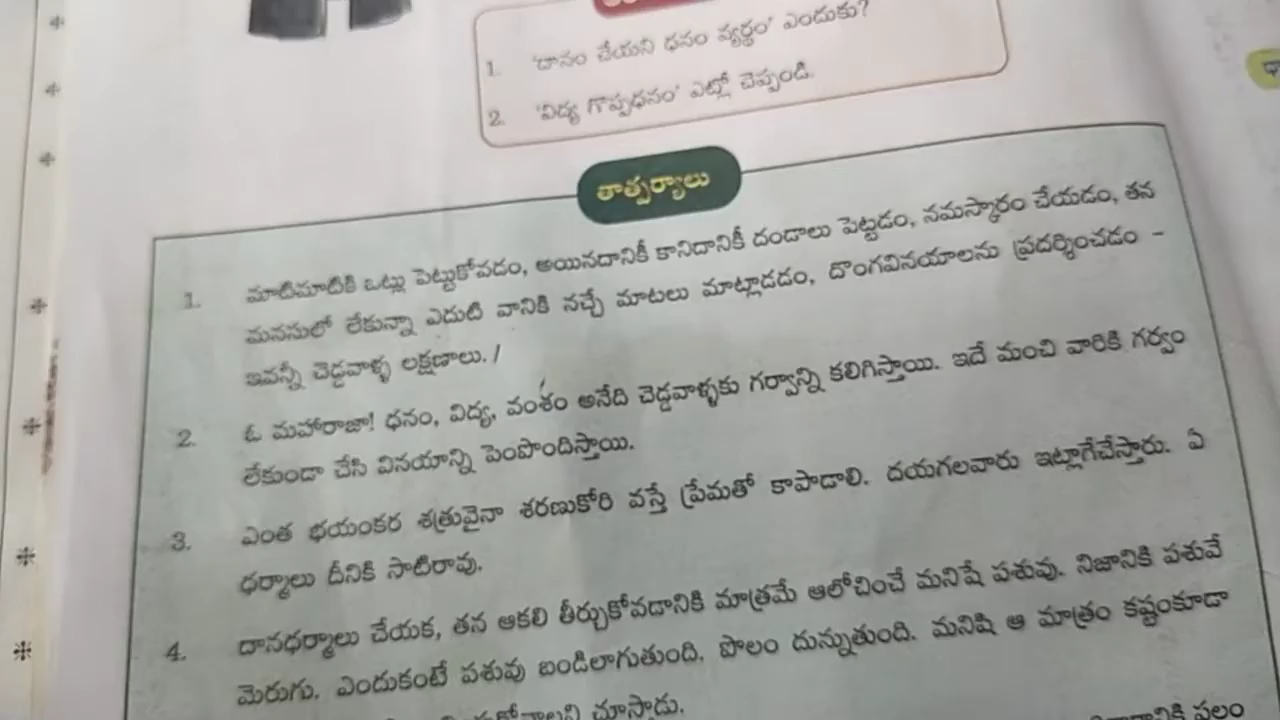 1. 'దానం చేయని ధనం వ్యర్థం' ఎందుకు?
2. 'విద్య గొప్పధనం' ఎట్లో చెప్పండి.
తాత్పర్యాలు
1. మాటిమాటికి ఒట్లు పెట్టుకోవడం, అయినదానికీ కానిదానికీ దండాలు పెట్టడం, నమస్కారం చేయడం, తన
మనసులో లేకున్నా ఎదుటి వానికి నచ్చే మాటలు మాట్లాడడం, దొంగవినయాలను ప్రదర్శించడం –
ఇవన్నీ చెడ్డవాళ్ళ లక్షణాలు. /
2. ఓ మహారాజా! ధనం, విద్య, వంశం అనేది చెడ్డవాళ్ళకు గర్వాన్ని కలిగిస్తాయి. ఇదే మంచి వారికి గర్వం
లేకుండా చేసి వినయాన్ని పెంపొందిస్తాయి.
3. ఎంత భయంకర శత్రువైనా శరణుకోరి వస్తే ప్రేమతో కాపాడాలి. దయగలవారు ఇట్లాగేచేస్తారు. ఏ
ధర్మాలు దీనికి సాటిరావు.
4. దానధర్మాలు చేయక, తన ఆకలి తీర్చుకోవడానికి మాత్రమే ఆలోచించే మనిషే పశువు. నిజానికి పశువే
మెరుగు. ఎందుకంటే పశువు బండిలాగుతుంది. పొలం దున్నుతుంది. మనిషి ఆ మాత్రం కష్టంకూడా
చూస్తాడు.